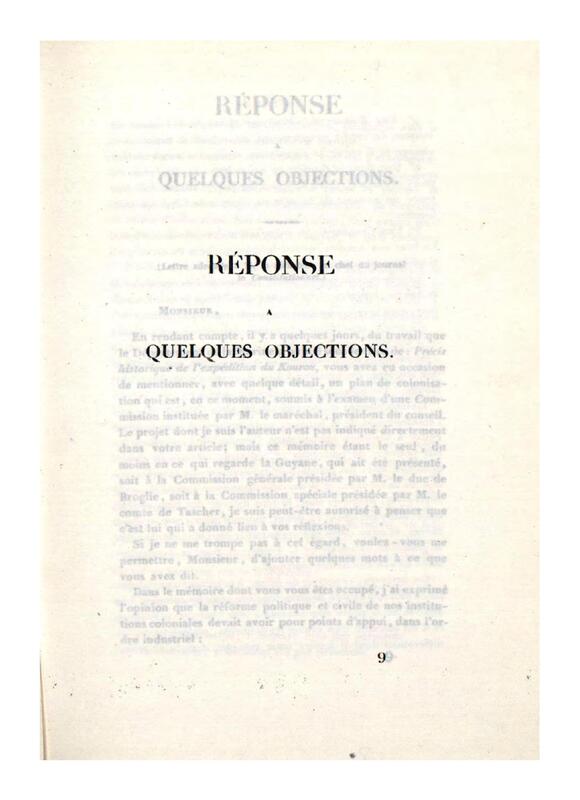 RÉPONSE
A
QUELQUES OBJECTIONS.
RÉPONSE
(Lettre chef du journal
MONSIEUR,
A
En rendant compte, il y a quelques jours, du travail que
QUELQUES OBJECTIONS.
le Précis
historique de l'expédition du Kourou, vous avez eu occasion
de mentionner, avec quelque détail, un plan de colonisa-
tion qui est, en ce moment, soumis à l'examen d'une Com-
mission instituée par M. le maréchal, président du conseil.
Le projet dont je suis l'auteur n'est pas indiqué directement
dans votre article; mais ce mémoire étant le seul, du
moins en ce qui regarde la Guyane, qui ait été présenté,
soit à la Commission générale présidée par M. le duc de
Broglie, soit à la Commission spéciale présidée par M. le
comte de Tascher, je suis peut-être autorisé à penser que
c'est lui qui a donné lieu à vos réflexions.
Si je ne me trompe pas à cet égard, voulez-vous me
permettre, Monsieur, d'ajouter quelques mots à ce que
vous avez dit.
Dans le mémoire dont vous vous êtes occupé, j'ai exprimé
l'opinion que la réforme politique et civile de nos institu-
tions coloniales devait avoir pour points d'appui, dans l'or-
dre industriel :
9